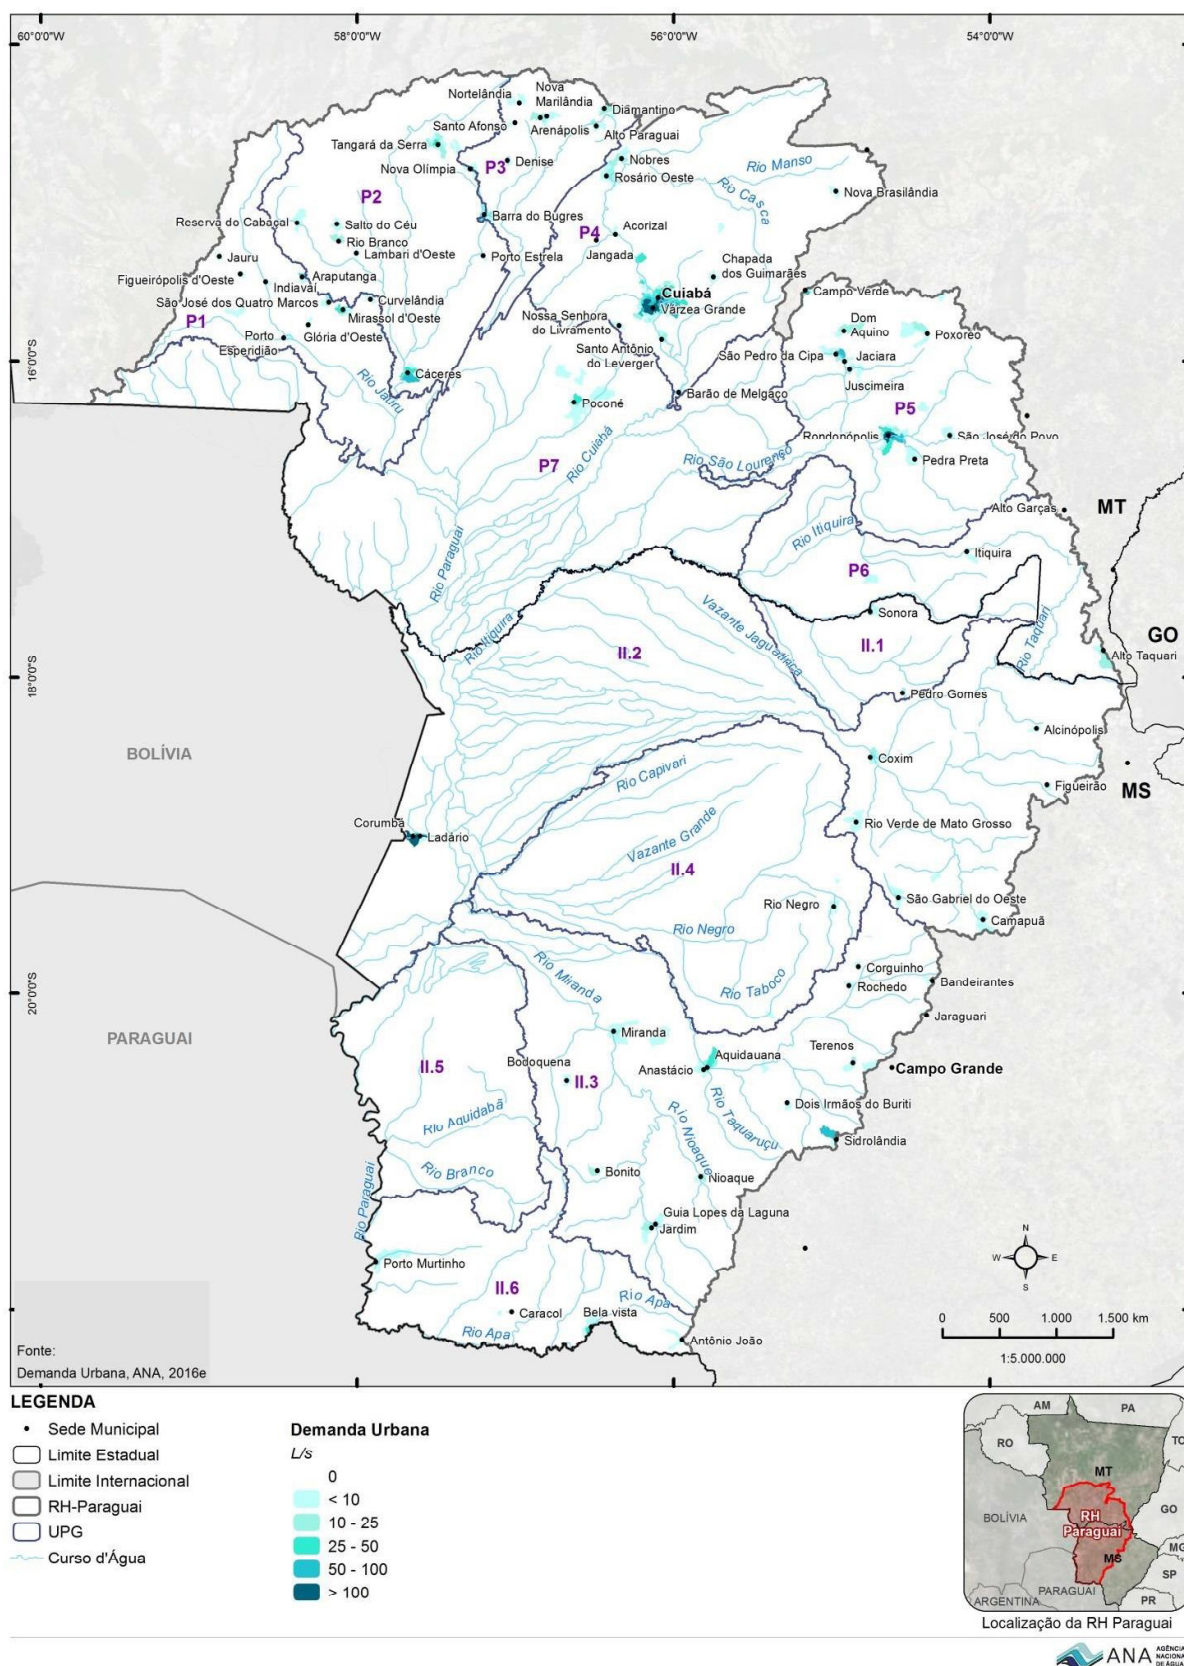 60°0'0"W
58°0'0"W
56°0'0"W
54°0'0"W
Nova
Nortelândia
Marilândia
Diamantino
Santo Afonso
Arenápolis
Alto Paraguai
Tangará da Serra
P3
Denise
Nobres
Rio Manso
Nova Olímpia
Rosário Oeste
P2
Rio Casca
Nova Brasilândia
Reserva do Cabaçal
Salto do Céu
Barra do Bugres
Rio Branco
P4
Acorizal
Jauru
Lambari d'Oeste
Porto Estrela
Jangada
Chapada
dos Guimarães
Figueirópolis d'Oeste
Araputanga
Indiavaí
Cuiabá
Campo Verde
São José dos Quatro Marcos
Curvelândia
Várzea Grande
P1
Mirassol d'Oeste
Nossa Senhora
do Livramento
Dom
Aquino
Poxoréo
Porto
Esperidião
Glória d'Oeste
Santo Antônio
do Leverger
São Pedro da Cipa
Jaciara
16°0'0"S
Cáceres
Juscimeira
Rio Jauru
Poconé
Barão de Melgaço
P5
Rio Cuiabá
Rondonópolis
São José do Povo
P7
Rio São Lourenço
Pedra Preta
Alto Garças
MT
Rio Itiquira
Rio Paraguai
Itiquira
P6
Sonora
Vazante Jaguatirica
Rio Taquari
GO
Rio Itiquira
II.2
II.1
Alto Taquari
18°0'0"S
Pedro Gomes
Alcinópolis
BOLÍVIA
Coxim
Rio Capivari
Figueirão
MS
Corumbá
Ladário
Rio Verde de Mato Grosso
Vazante Grande
II.4
Rio Negro
São Gabriel do Oeste
Rio Negro
Camapuã
Rio Miranda
Corguinho
Bandeirantes
20°0'0"S
Rio Taboco
Rochedo
Jaraguari
PARAGUAI
Miranda
Terenos
Bodoquena
Aquidauana
II.5
Anastácio
Campo Grande
II.3
Rio Aquidabã
Rio Nioaque
Rio Taquaruçu
Dois Irmãos do Buriti
Sidrolândia
Rio Branco
Bonito
Nioaque
Rio Paraguai
Guia Lopes da Laguna
Jardim
N
W
E
S
Porto Murtinho
II.6
Rio Apa
Caracol
Bela vista
0 500 1.000 1.500 km
Rio Apa
Antônio João
1:5.000.000
Fonte:
Demanda Urbana, ANA, 2016e
LEGENDA
Sede Municipal
Limite Estadual
Limite Internacional
RH-Paraguai
UPG
Curso d'Água
Demanda Urbana
L/s
0
< 10
10 - 25
25 - 50
50 - 100
> 100
AM
PA
RO
TO
MT
BOLÍVIA
GO
RH
Paraguai
MS
MG
SP
PARAGUAI
ARGENTINA
PR
Localização da RH Paraguai
ANA
AGÊNCIA
NACIONAL
DE ÁGUAS